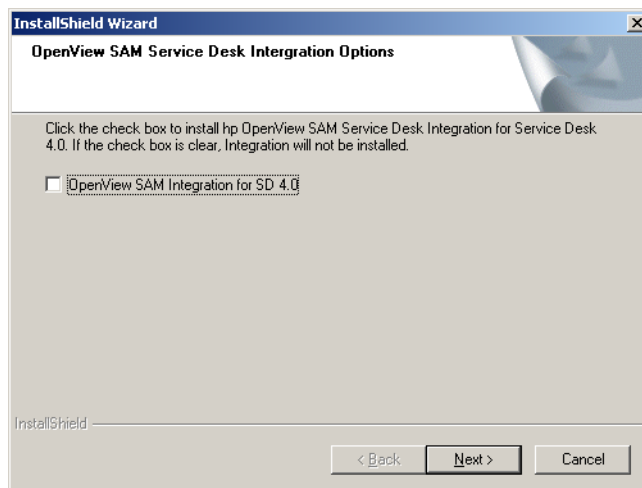 InstallShield Wizard
OpenView SAM Service Desk Intergration Options
Click the check box to install hp OpenView SAM Service Desk Integration for Service Desk
4.0. If the check box is clear, Integration will not be installed.
OpenView SAM Integration for SD 4.0
InstallShield
< Back
Next >
Cancel